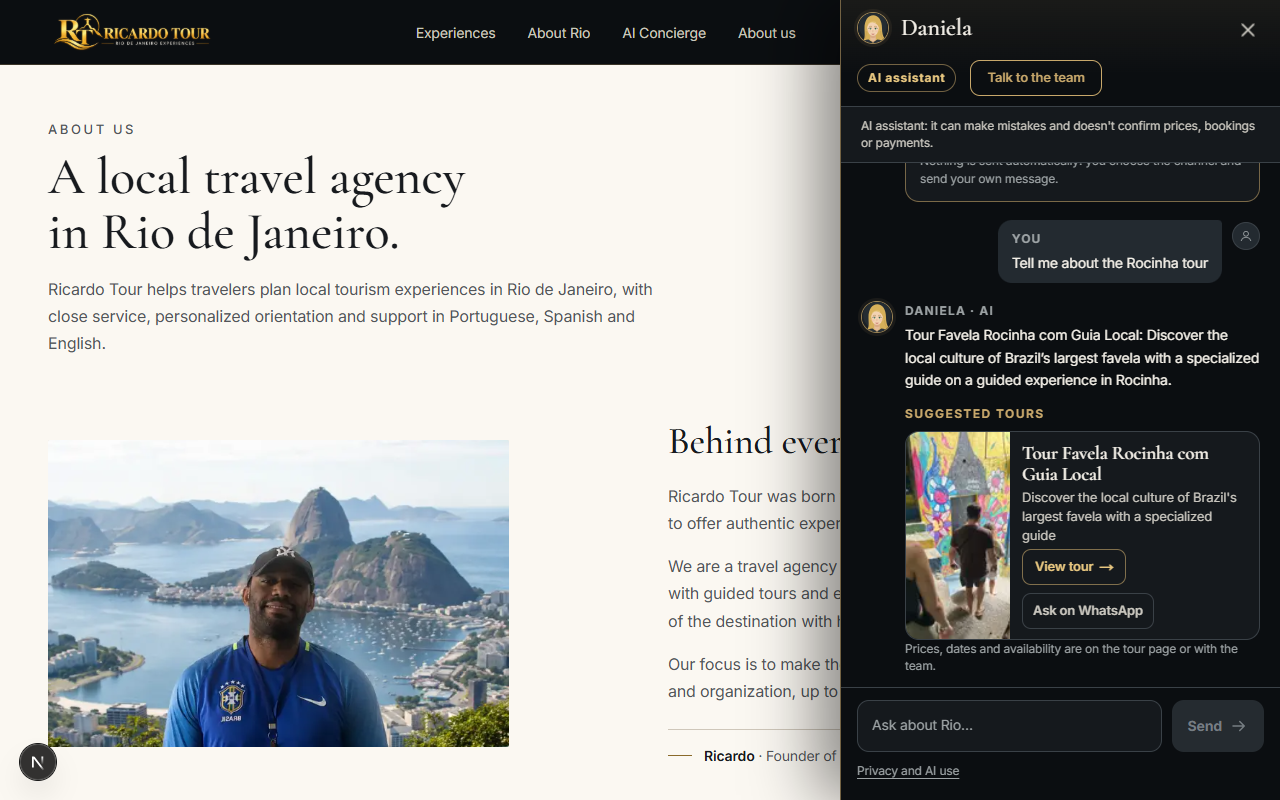 RICARDO TOUR
RIO DE JANEIRO EXPERIENCES
Experiences
About Rio
AI Concierge
About us
ABOUT US
A local travel agency
in Rio de Janeiro.
Ricardo Tour helps travelers plan local tourism experiences in Rio de Janeiro, with
close service, personalized orientation and support in Portuguese, Spanish and
English.
Behind ever
Ricardo Tour was born
to offer authentic exper
We are a travel agency
with guided tours and e
of the destination with h
Our focus is to make th
and organization, up to
Ricardo · Founder of
N
Daniela
AI assistant
Talk to the team
AI assistant: it can make mistakes and doesn't confirm prices, bookings
or payments.
Nothing is sent automatically: you choose the channel and
send your own message.
YOU
Tell me about the Rocinha tour
DANIELA · AI
Tour Favela Rocinha com Guia Local: Discover the
local culture of Brazil's largest favela with a specialized
guide on a guided experience in Rocinha.
SUGGESTED TOURS
Tour Favela Rocinha com
Guia Local
Discover the local culture of Brazil's
largest favela with a specialized
guide
View tour →
Ask on WhatsApp
Prices, dates and availability are on the tour page or with the
team.
Ask about Rio...
Send →
Privacy and AI use